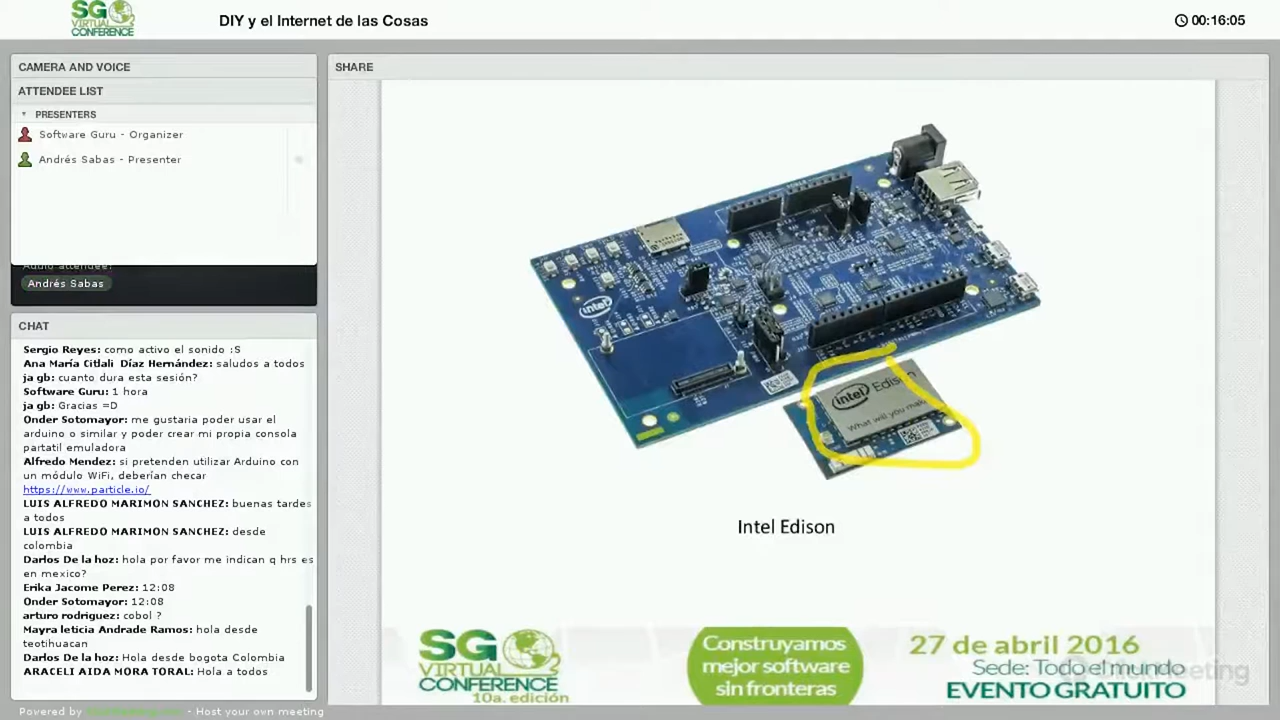 SG
VIRTUAL
CONFERENCE
DIY y el Internet de las Cosas
00:16:05
CAMERA AND VOICE
ATTENDEE LIST
PRESENTERS
Software Guru - Organizer
Andrés Sabas - Presenter
Audio attendee:
Andrés Sabas
CHAT
Sergio Reyes: como activo el sonido :S
Ana María Citlali Díaz Hernández: saludos a todos
ja gb: cuanto dura esta sesión?
Software Guru: 1 hora
ja gb: Gracias =D
Onder Sotomayor: me gustaria poder usar el
arduino o similar y poder crear mi propia consola
partatil emuladora
Alfredo Mendez: si pretenden utilizar Arduino con
un módulo WiFi, deberían checar
https://www.particle.io/
LUIS ALFREDO MARIMON SANCHEZ: buenas tardes
a todos
LUIS ALFREDO MARIMON SANCHEZ: desde
colombia
Darlos De la hoz: hola por favor me indican q hrs es
en mexico?
Erika Jacome Perez: 12:08
Onder Sotomayor: 12:08
arturo rodriguez: cobol ?
Mayra leticia Andrade Ramos: hola desde
teotihuacan
Darlos De la hoz: Hola desde bogota Colombia
ARACELI AIDA MORA TORAL: Hola a todos
Powered by
- Host your own meeting
SHARE
intel
intel Edison
What will you make
Intel Edison
SG
VIRTUAL
CONFERENCE
10a. edición
Construyamos
mejor software
sin fronteras
27 de abril 2016
Sede: Todo el mundo
EVENTO GRATUITO